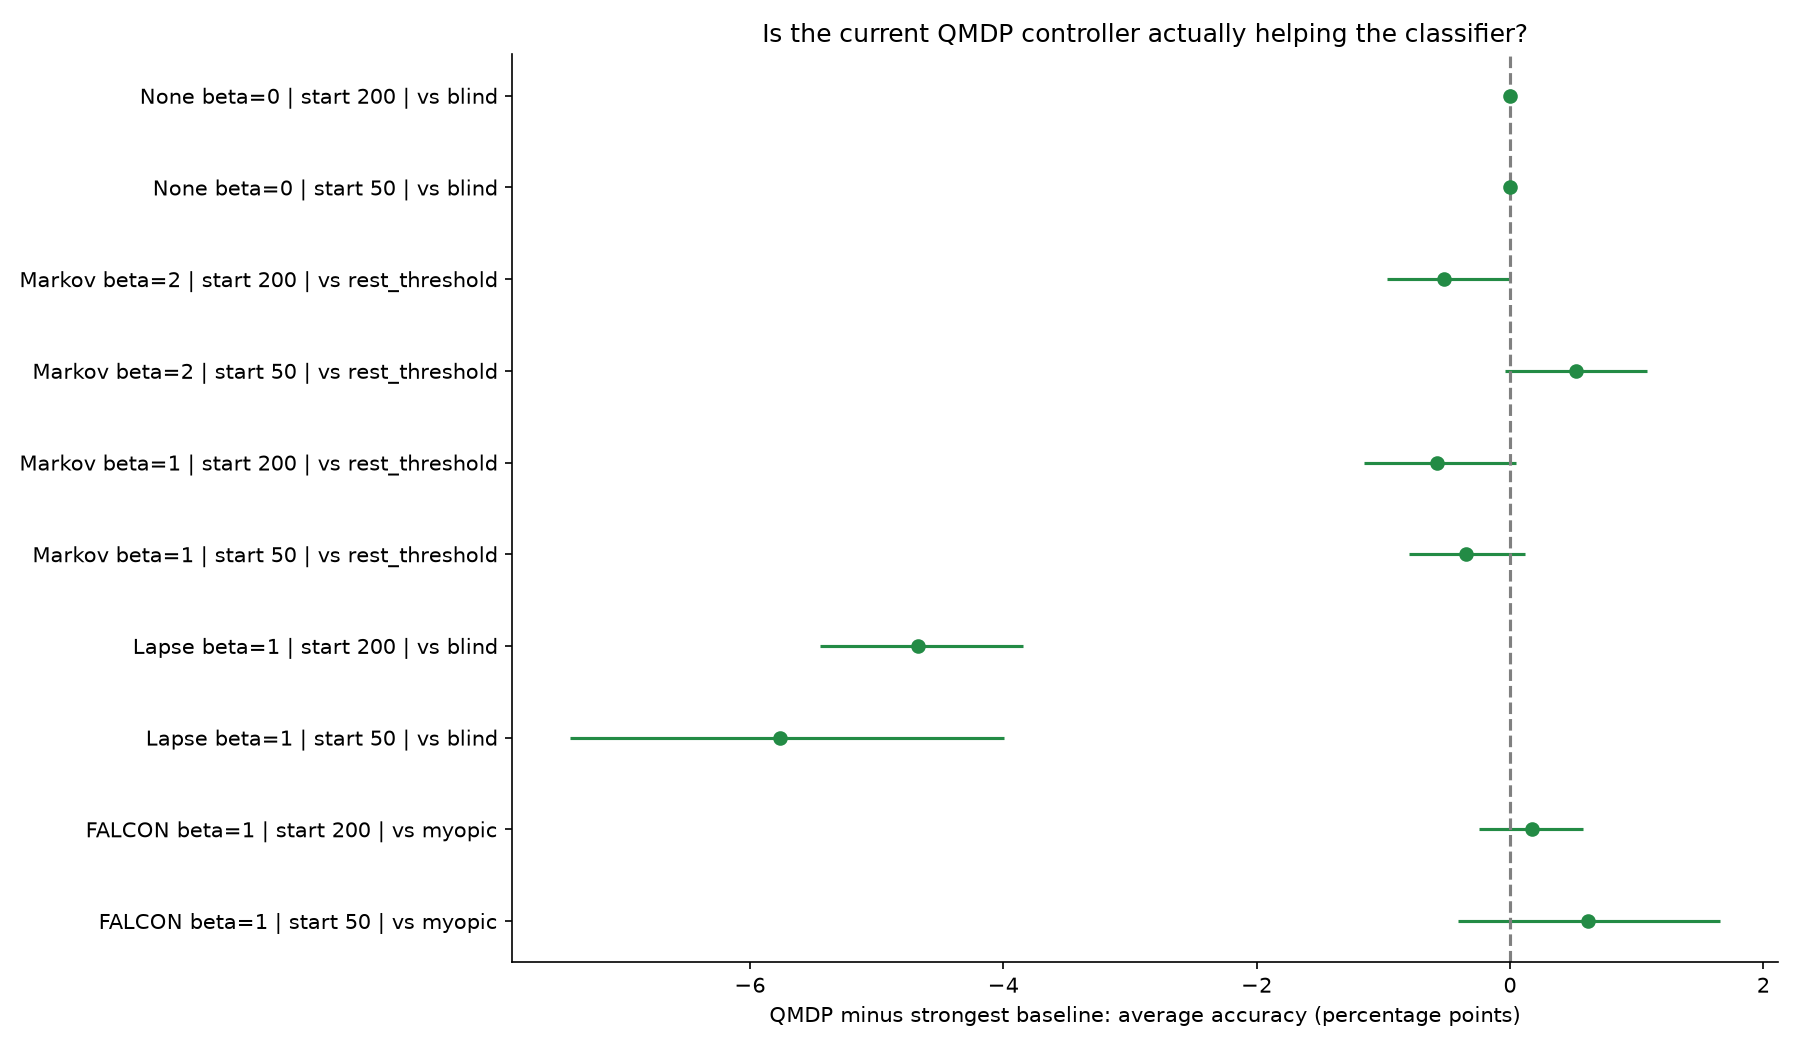 Is the current QMDP controller actually helping the classifier?
None beta=0 | start 200 | vs blind
None beta=0 | start 50 | vs blind
Markov beta=2 | start 200 | vs rest_threshold
Markov beta=2 | start 50 | vs rest_threshold
Markov beta=1 | start 200 | vs rest_threshold
Markov beta=1 | start 50 | vs rest_threshold
Lapse beta=1 | start 200 | vs blind
Lapse beta=1 | start 50 | vs blind
FALCON beta=1 | start 200 | vs myopic
FALCON beta=1 | start 50 | vs myopic
−6 −4 −2 0 2
QMDP minus strongest baseline: average accuracy (percentage points)